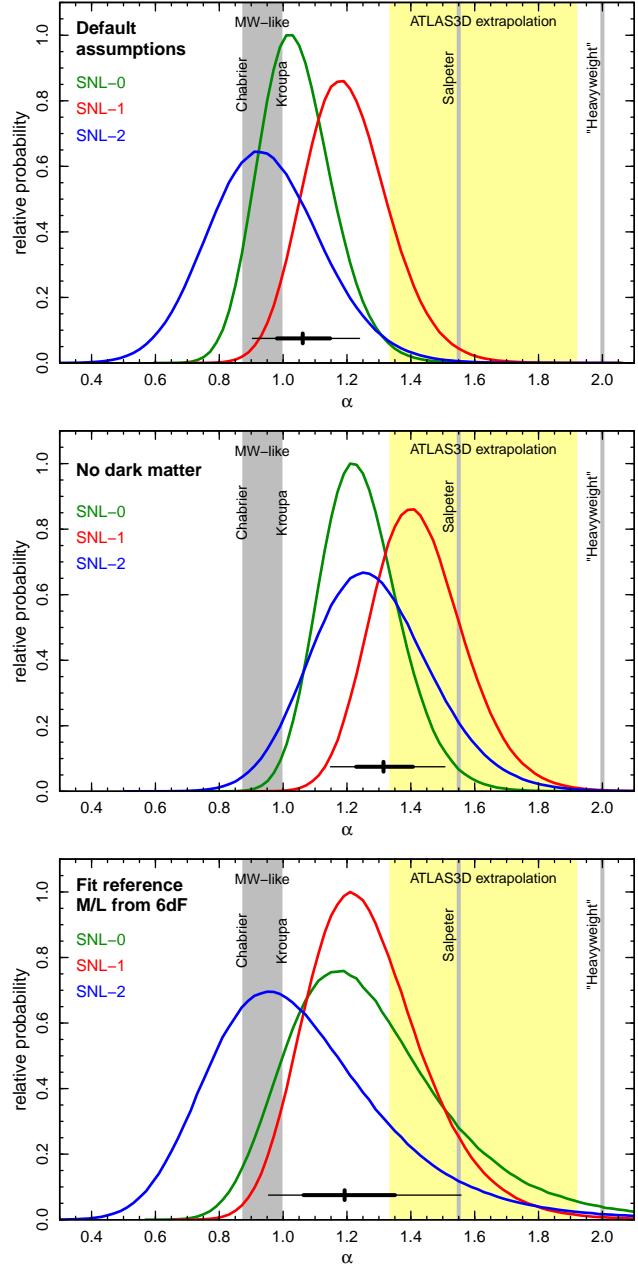 Default
assumptions
MW−like
ATLAS3D extrapolation
SNL−0
SNL−1
SNL−2
Chabrier
Kroupa
Salpeter
"Heavyweight"
relative probability
0.0
0.2
0.4
0.6
0.8
1.0
0.4 0.6 0.8 1.0 1.2 1.4 1.6 1.8 2.0
α
No dark matter
MW−like
ATLAS3D extrapolation
SNL−0
SNL−1
SNL−2
Chabrier
Kroupa
Salpeter
"Heavyweight"
relative probability
0.0
0.2
0.4
0.6
0.8
1.0
0.4 0.6 0.8 1.0 1.2 1.4 1.6 1.8 2.0
α
Fit reference
M/L from 6dF
MW−like
ATLAS3D extrapolation
SNL−0
SNL−1
SNL−2
Chabrier
Kroupa
Salpeter
"Heavyweight"
relative probability
0.0
0.2
0.4
0.6
0.8
1.0
0.4 0.6 0.8 1.0 1.2 1.4 1.6 1.8 2.0
α